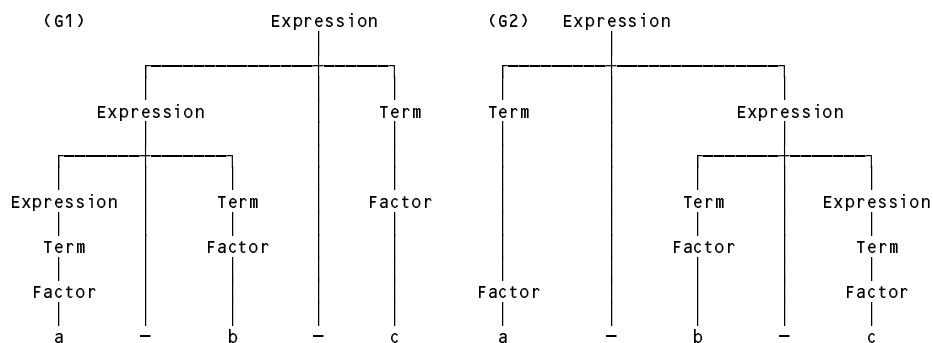 (G1) Expression (G2) Expression
Expression Term Term Expression
Expression Term Factor Term Expression
Term Factor Factor Term
Factor Factor Factor
a − b − c a − b − c